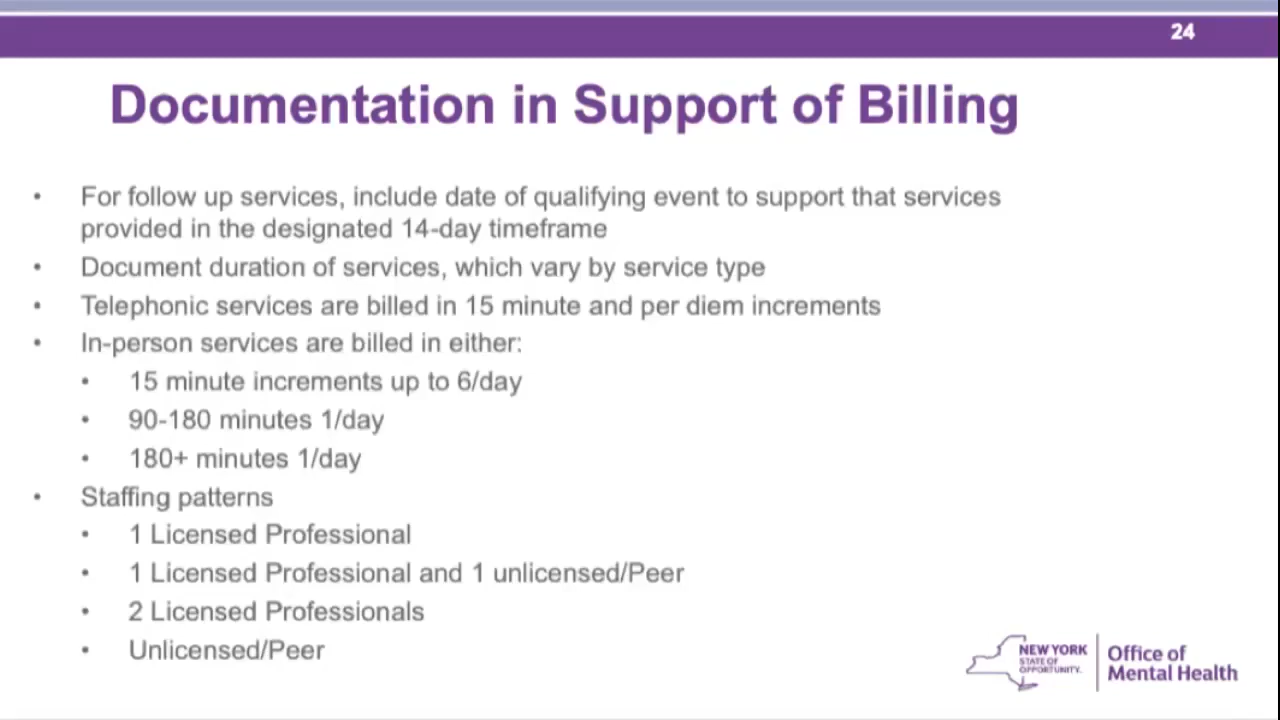 24
Documentation in Support of Billing
• For follow up services, include date of qualifying event to support that services
provided in the designated 14-day timeframe
• Document duration of services, which vary by service type
• Telephonic services are billed in 15 minute and per diem increments
• In-person services are billed in either:
• 15 minute increments up to 6/day
• 90-180 minutes 1/day
• 180+ minutes 1/day
• Staffing patterns
• 1 Licensed Professional
• 1 Licensed Professional and 1 unlicensed/Peer
• 2 Licensed Professionals
• Unlicensed/Peer
NEW YORK
STATE OF
OPPORTUNITY.
Office of
Mental Health